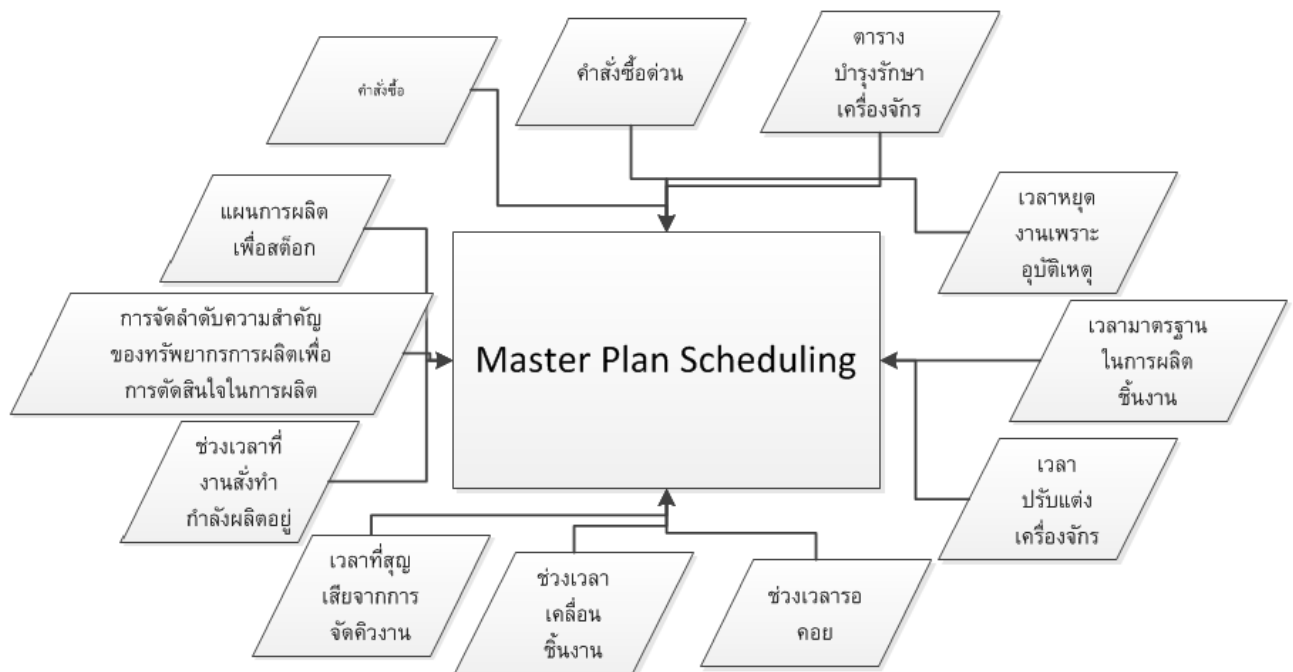 คำสั่งซื้อ
คำสั่งซื้อด่วน
ตาราง
บำรุงรักษา
เครื่องจักร
แผนการผลิต
เพื่อสต็อก
เวลาหยุด
งานเพราะ
อุบัติเหตุ
การจัดลำดับความสำคัญ
ของทรัพยากรการผลิตเพื่อ
การตัดสินใจในการผลิต
Master Plan Scheduling
เวลามาตรฐาน
ในการผลิต
ชิ้นงาน
ช่วงเวลาที่
งานสั่งทำ
กำลังผลิตอยู่
เวลา
ปรับแต่ง
เครื่องจักร
เวลาที่สุญ
เสียจากการ
จัดคิวงาน
ช่วงเวลา
เคลื่อน
ชิ้นงาน
ช่วงเวลารอ
คอย